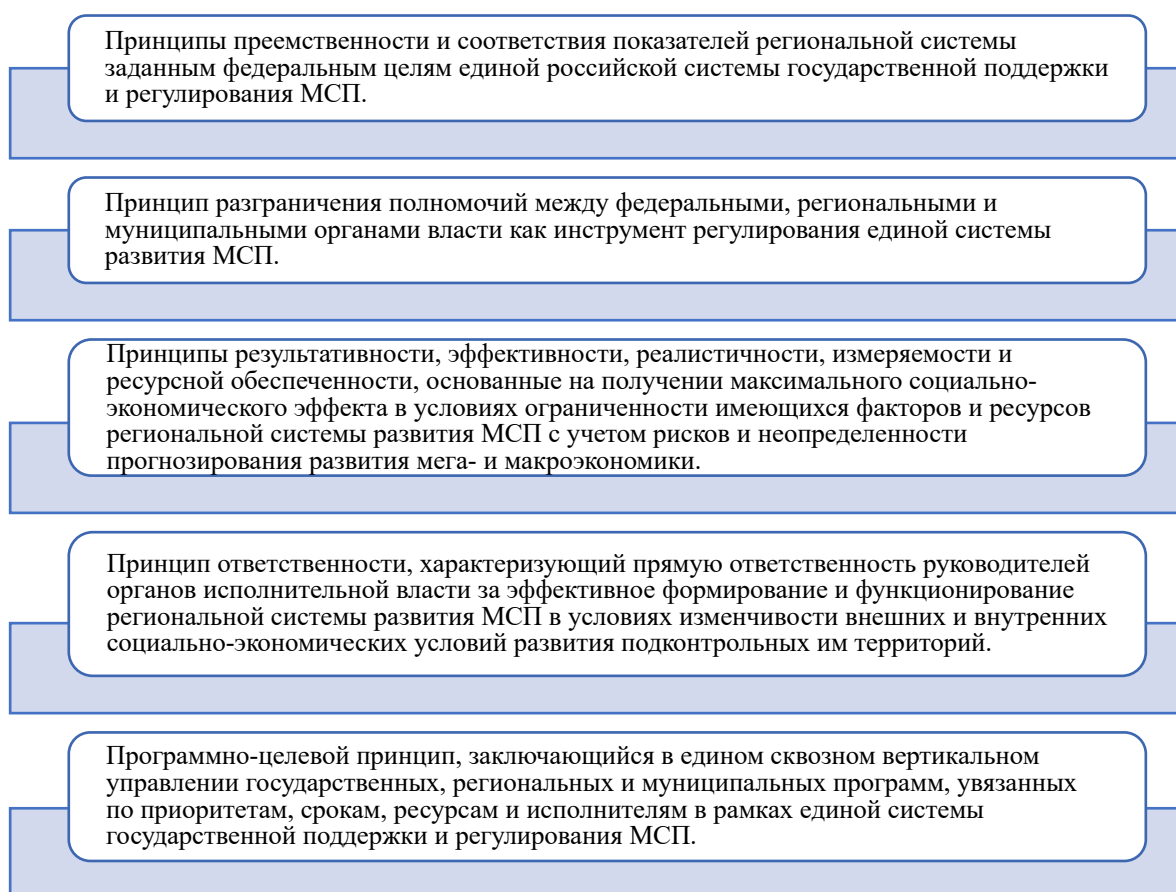 Принципы преемственности и соответствия показателей региональной системы
заданным федеральным целям единой российской системы государственной поддержки
и регулирования МСП.
Принцип разграничения полномочий между федеральными, региональными и
муниципальными органами власти как инструмент регулирования единой системы
развития МСП.
Принципы результативности, эффективности, реалистичности, измеряемости и
ресурсной обеспеченности, основанные на получении максимального социально-
экономического эффекта в условиях ограниченности имеющихся факторов и ресурсов
региональной системы развития МСП с учетом рисков и неопределенности
прогнозирования развития мега- и макроэкономики.
Принцип ответственности, характеризующий прямую ответственность руководителей
органов исполнительной власти за эффективное формирование и функционирование
региональной системы развития МСП в условиях изменчивости внешних и внутренних
социально-экономических условий развития подконтрольных им территорий.
Программно-целевой принцип, заключающийся в едином сквозном вертикальном
управлении государственных, региональных и муниципальных программ, увязанных
по приоритетам, срокам, ресурсам и исполнителям в рамках единой системы
государственной поддержки и регулирования МСП.